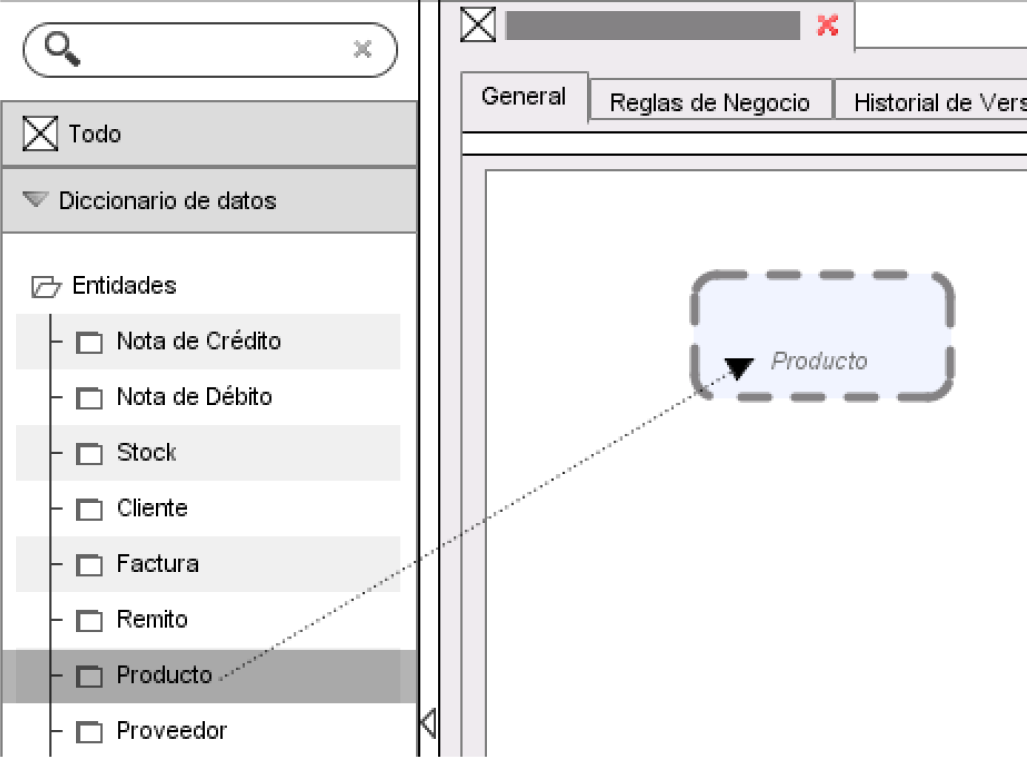 Todo
Diccionario de datos
Entidades
Nota de Crédito
Nota de Débito
Stock
Cliente
Factura
Remito
Producto
Proveedor
General
Reglas de Negocio
Historial de Vers
Producto